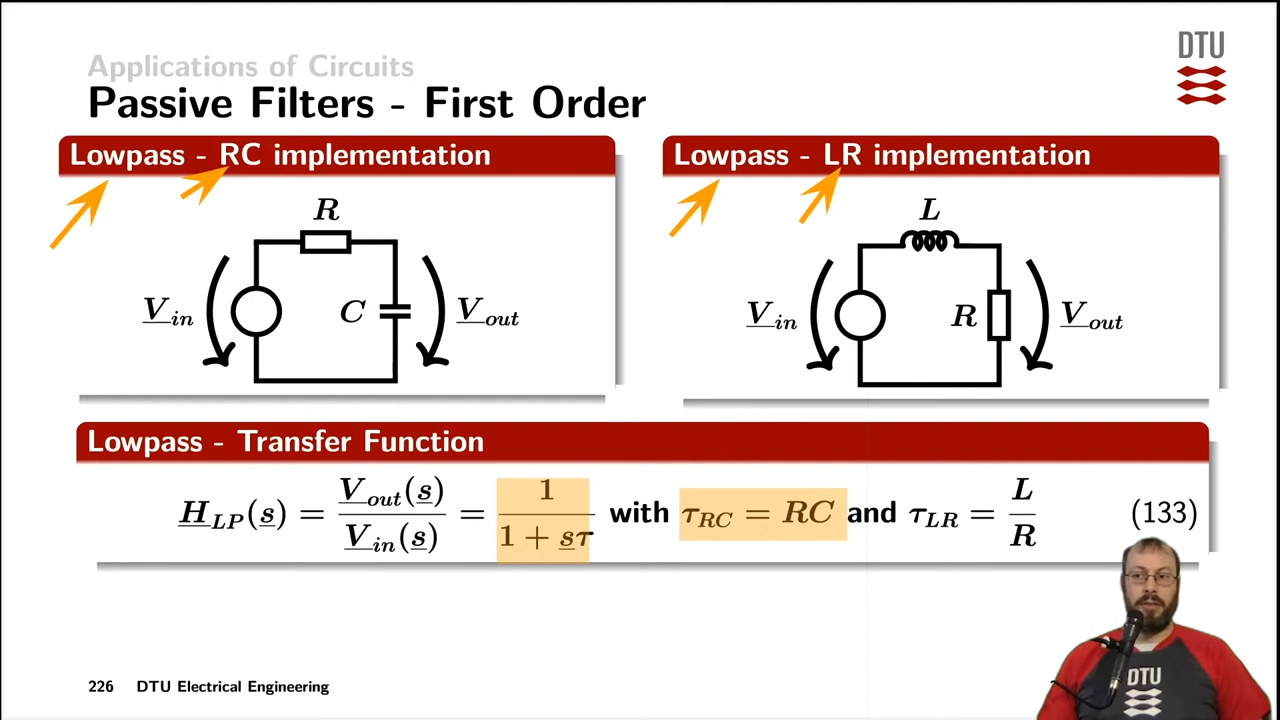 Applications of Circuits
DTU
Passive Filters - First Order
Lowpass - RC implementation
R
V_in
C
V_out
Lowpass - LR implementation
L
V_in
R
V_out
Lowpass - Transfer Function
H_LP(s) = V_out(s) / V_in(s) = 1 / (1 + sτ) with τ_RC = RC and τ_LR = L / R (133)
DTU
226 DTU Electrical Engineering